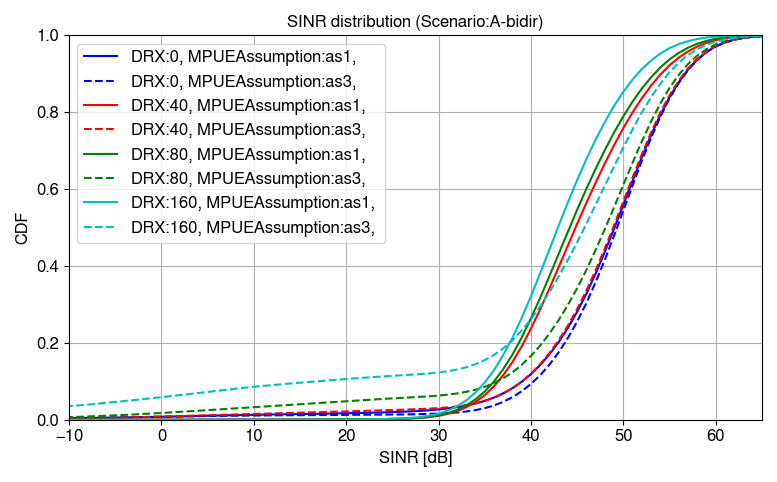 SINR distribution (Scenario:A-bidir)
1.0
0.8
0.6
0.4
0.2
0.0
CDF
DRX:0, MPUEAssumption:as1,
DRX:0, MPUEAssumption:as3,
DRX:40, MPUEAssumption:as1,
DRX:40, MPUEAssumption:as3,
DRX:80, MPUEAssumption:as1,
DRX:80, MPUEAssumption:as3,
DRX:160, MPUEAssumption:as1,
DRX:160, MPUEAssumption:as3,
−10 0 10 20 30 40 50 60
SINR [dB]